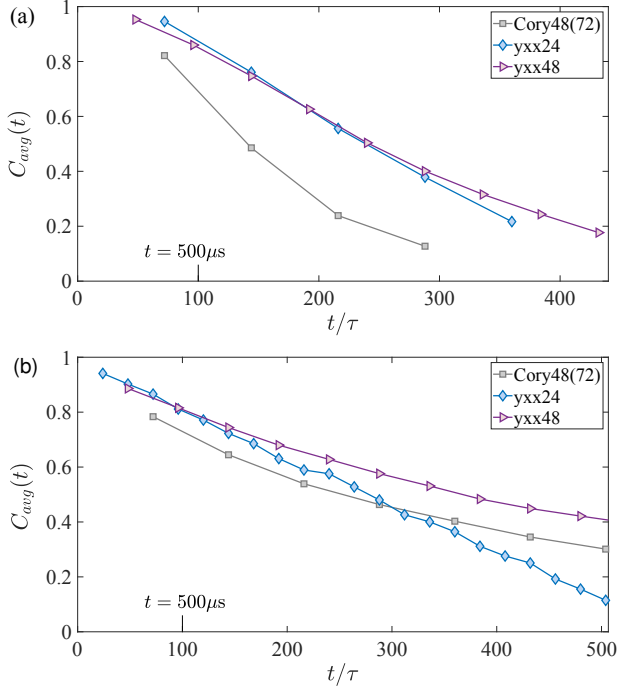 (a)
1
0.8
0.6
0.4
0.2
0
C_avg(t)
Cory48(72)
yxx24
yxx48
t = 500μs
0 100 200 300 400
t/τ
(b)
1
0.8
0.6
0.4
0.2
0
C_avg(t)
Cory48(72)
yxx24
yxx48
t = 500μs
0 100 200 300 400 500
t/τ